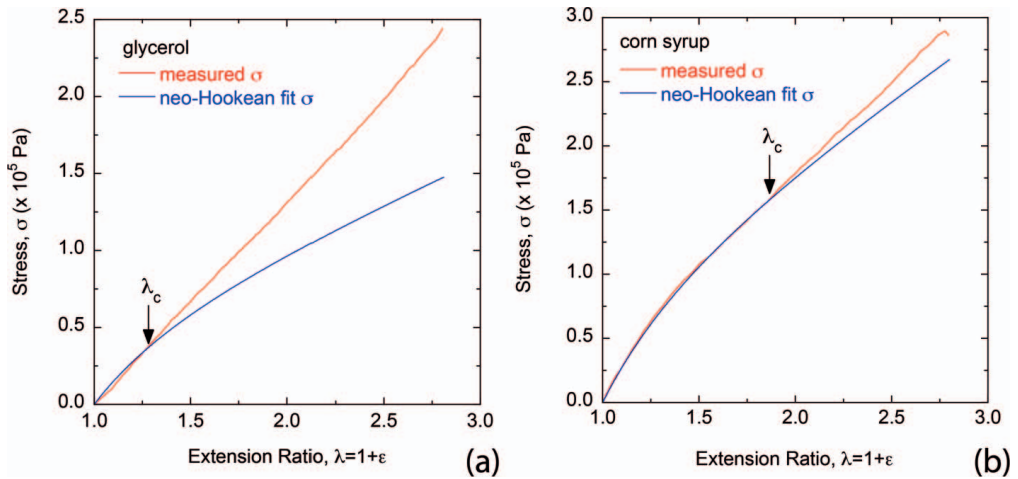 2.5
2.0
1.5
1.0
0.5
0.0
1.0
1.5
2.0
2.5
3.0
Stress, σ (x 10⁵ Pa)
Extension Ratio, λ=1+ε
glycerol
measured σ
neo-Hookean fit σ
λc
(a)
3.0
2.5
2.0
1.5
1.0
0.5
0.0
1.0
1.5
2.0
2.5
3.0
Stress, σ (x 10⁵ Pa)
Extension Ratio, λ=1+ε
corn syrup
measured σ
neo-Hookean fit σ
λc
(b)